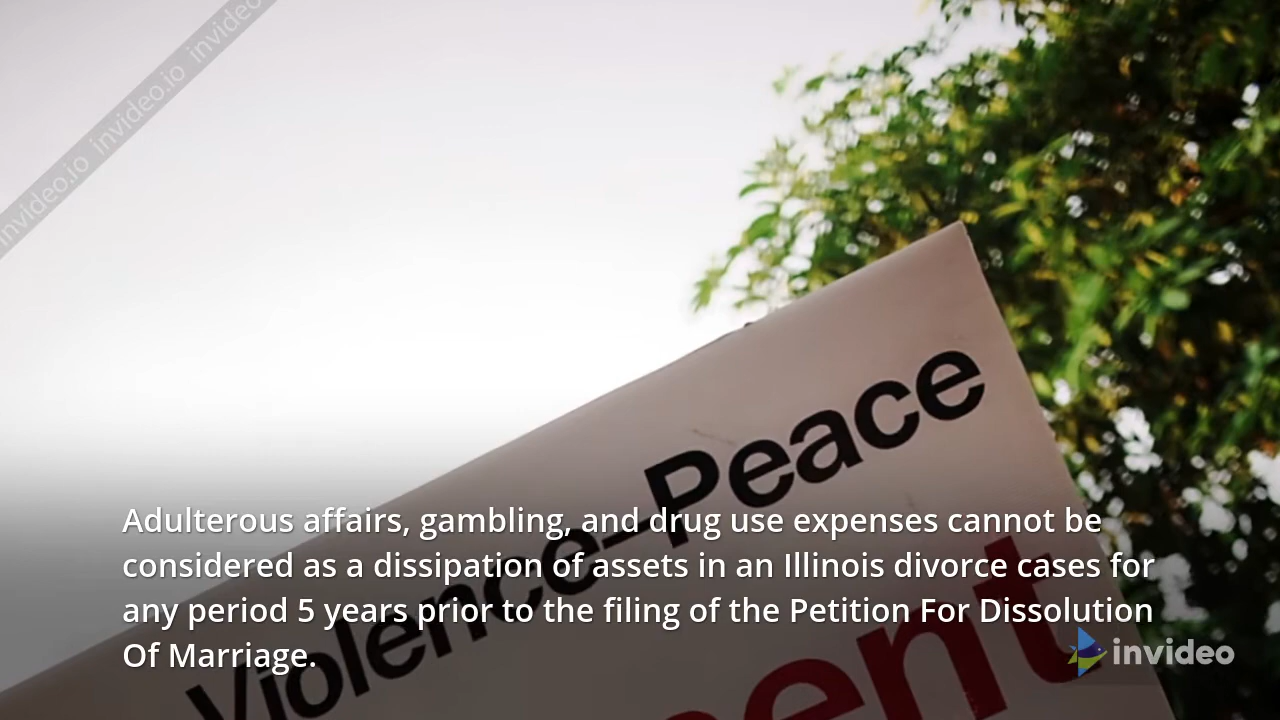 invideo.io invideo.io invideo
Violence–Peace
ent
Adulterous affairs, gambling, and drug use expenses cannot be
considered as a dissipation of assets in an Illinois divorce cases for
any period 5 years prior to the filing of the Petition For Dissolution
Of Marriage.
invideo